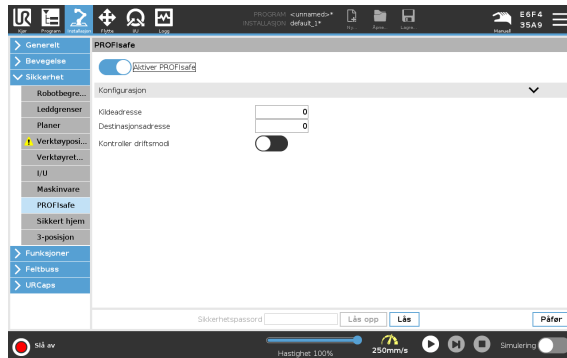 PROGRAM <unnamed>*
INSTALLASJON default_1*
Kjør Program Installasjon Flytte I/U Logg Ny... Åpne... Lagre... Manuell E6F4 35A9
Generelt
Bevegelse
Sikkerhet
Robotbegre...
Leddgrenser
Planer
Verktøyposi...
Verktøyret...
I/U
Maskinvare
PROFIsafe
Sikkert hjem
3-posisjon
Funksjoner
Feltbuss
URCaps
PROFIsafe
Aktiver PROFIsafe
Konfigurasjon
Kildeadresse 0
Destinasjonsadresse 0
Kontroller driftsmodi
Sikkerhetspassord Lås opp Lås Påfør
Slå av Hastighet 100% 250mm/s Simulering